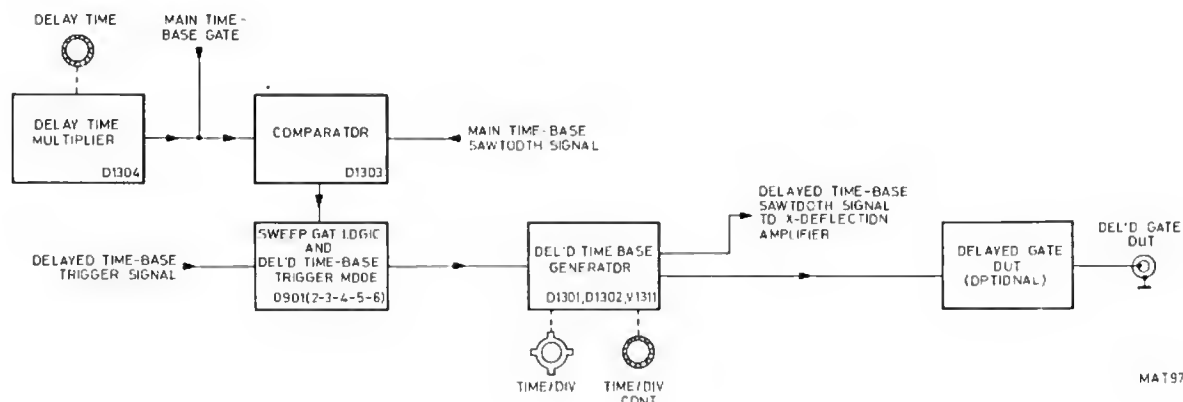 DELAY TIME
MAIN TIME-
BASE GATE
DELAY TIME
MULTIPLIER
D1304
COMPARATOR
D1303
MAIN TIME-BASE
SAWTOOTH SIGNAL
DELAYED TIME-BASE
TRIGGER SIGNAL
SWEEP GAT LOGIC
AND
DEL'D TIME-BASE
TRIGGER MODE
D901(2-3-4-5-6)
DEL'D TIME BASE
GENERATOR
D1301, D1302, V1311
DELAYED TIME-BASE
SAWTOOTH SIGNAL
TO X-DEFLECTION
AMPLIFIER
DELAYED GATE
OUT
(OPTIONAL)
DEL'D GATE
OUT
TIME/DIV
TIME/DIV
CONT
MAT97